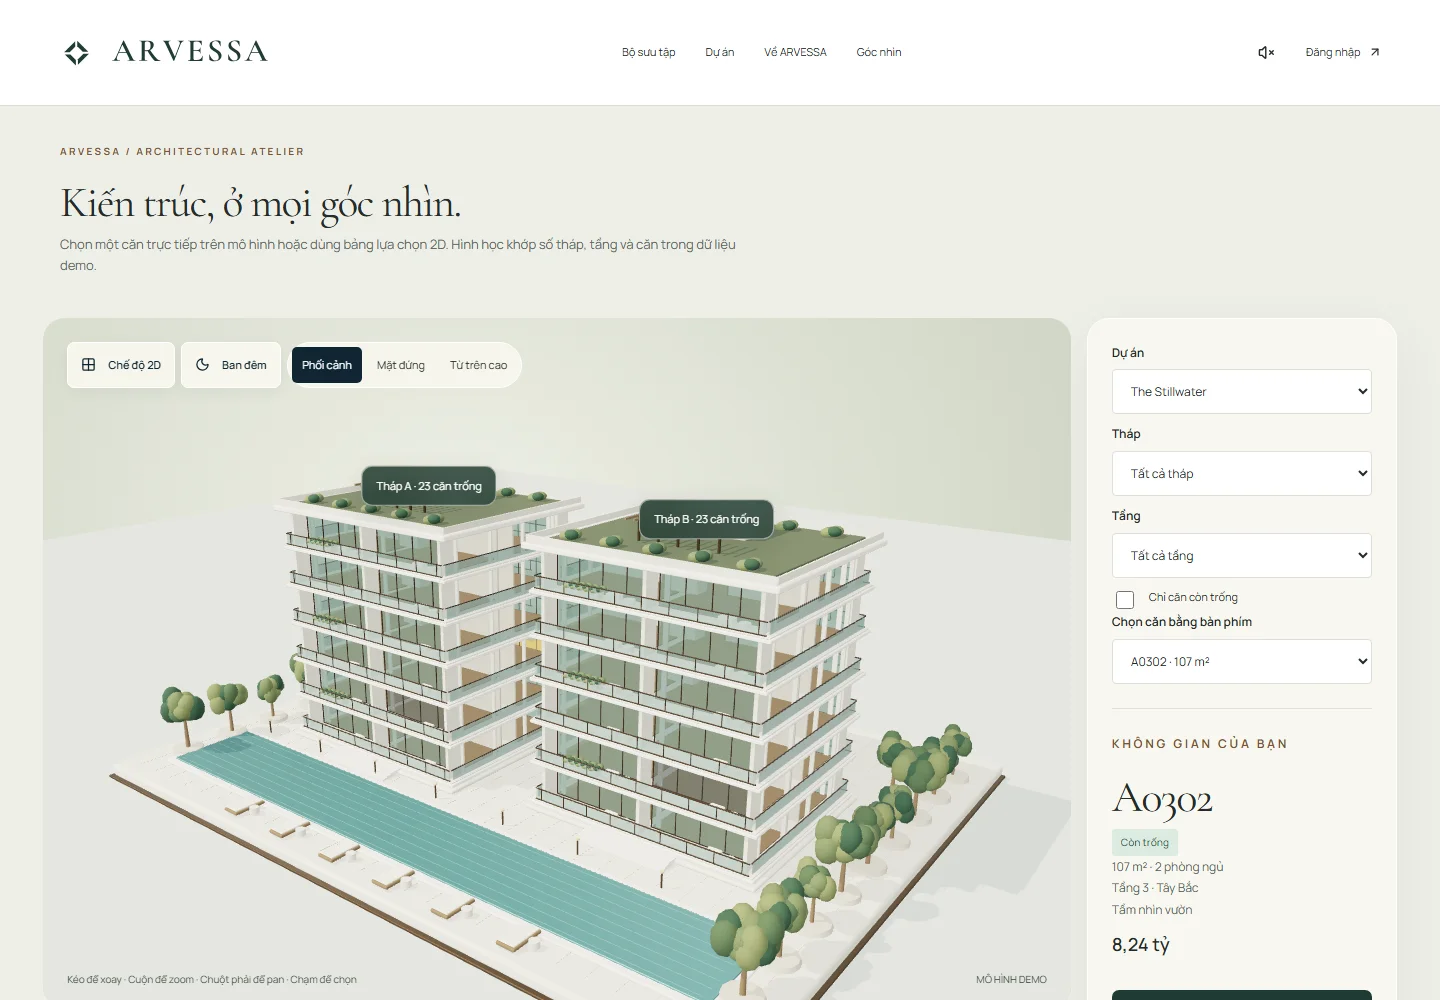 ARVESSA
Bộ sưu tập
Dự án
Về ARVESSA
Góc nhìn
Đăng nhập
ARVESSA / ARCHITECTURAL ATELIER
Kiến trúc, ở mọi góc nhìn.
Chọn một căn trực tiếp trên mô hình hoặc dùng bảng lựa chọn 2D. Hình học khớp số tháp, tầng và căn trong dữ liệu
demo.
Chế độ 2D
Ban đêm
Phối cảnh
Mặt đứng
Từ trên cao
Tháp A · 23 căn trống
Tháp B · 23 căn trống
Kéo để xoay · Cuộn để zoom · Chuột phải để pan · Chạm để chọn
MÔ HÌNH DEMO
Dự án
The Stillwater
Tháp
Tất cả tháp
Tầng
Tất cả tầng
Chỉ căn còn trống
Chọn căn bằng bàn phím
A0302 · 107 m²
KHÔNG GIAN CỦA BẠN
A0302
Còn trống
107 m² · 2 phòng ngủ
Tầng 3 · Tây Bắc
Tầm nhìn vườn
8,24 tỷ